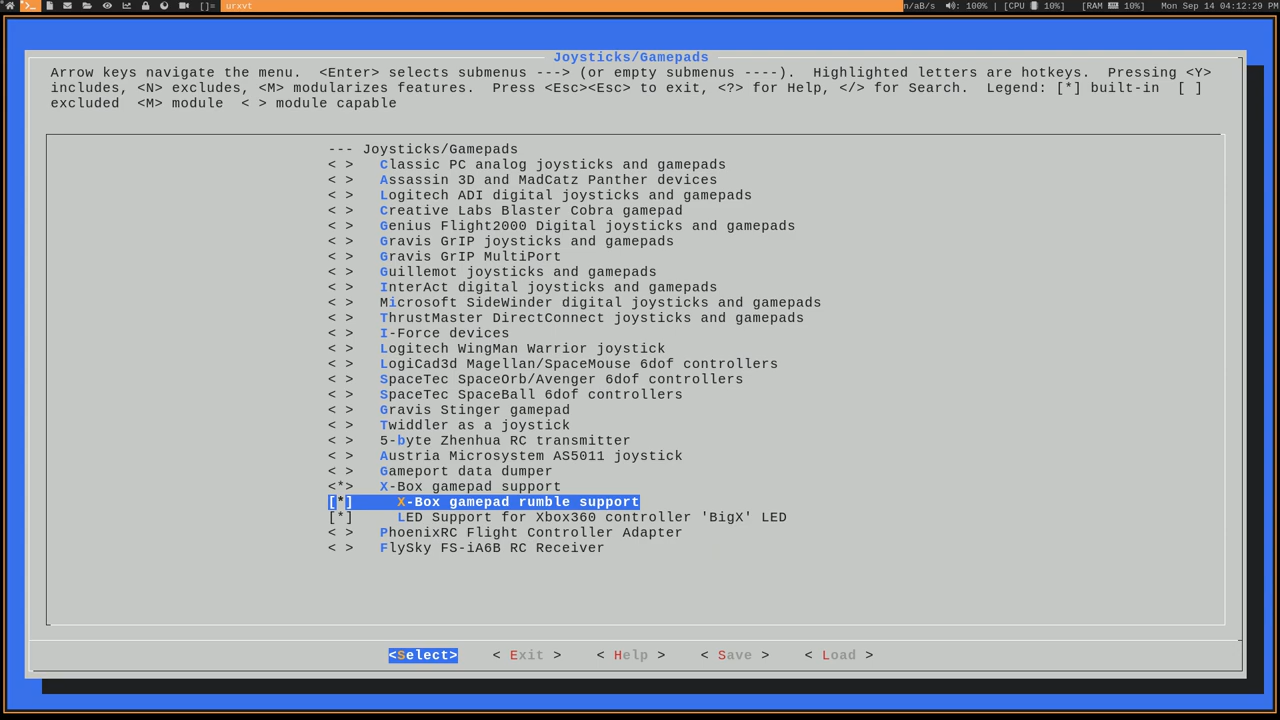 []= urxvt n/aB/s : 100% | [CPU 10%] [RAM 10%] Mon Sep 14 04:12:29 PM
Joysticks/Gamepads
Arrow keys navigate the menu. <Enter> selects submenus ---> (or empty submenus ----). Highlighted letters are hotkeys. Pressing <Y>
includes, <N> excludes, <M> modularizes features. Press <Esc><Esc> to exit, <?> for Help, </> for Search. Legend: [*] built-in [ ]
excluded <M> module < > module capable
--- Joysticks/Gamepads
< > Classic PC analog joysticks and gamepads
< > Assassin 3D and MadCatz Panther devices
< > Logitech ADI digital joysticks and gamepads
< > Creative Labs Blaster Cobra gamepad
< > Genius Flight2000 Digital joysticks and gamepads
< > Gravis GrIP joysticks and gamepads
< > Gravis GrIP MultiPort
< > Guillemot joysticks and gamepads
< > InterAct digital joysticks and gamepads
< > Microsoft SideWinder digital joysticks and gamepads
< > ThrustMaster DirectConnect joysticks and gamepads
< > I-Force devices
< > Logitech WingMan Warrior joystick
< > LogiCad3d Magellan/SpaceMouse 6dof controllers
< > SpaceTec SpaceOrb/Avenger 6dof controllers
< > SpaceTec SpaceBall 6dof controllers
< > Gravis Stinger gamepad
< > Twiddler as a joystick
< > 5-byte Zhenhua RC transmitter
< > Austria Microsystem AS5011 joystick
< > Gameport data dumper
<*> X-Box gamepad support
[*] X-Box gamepad rumble support
[*] LED Support for Xbox360 controller 'BigX' LED
< > PhoenixRC Flight Controller Adapter
< > FlySky FS-iA6B RC Receiver
<Select> < Exit > < Help > < Save > < Load >